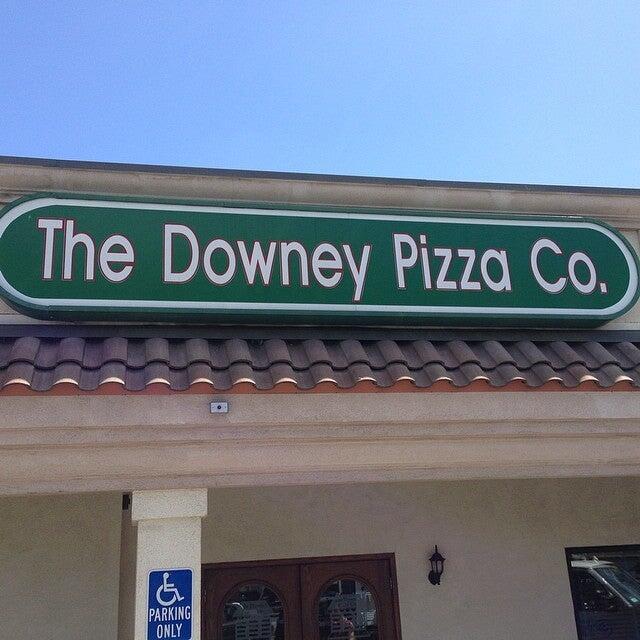 The Downey Pizza Co.
PARKING
ONLY